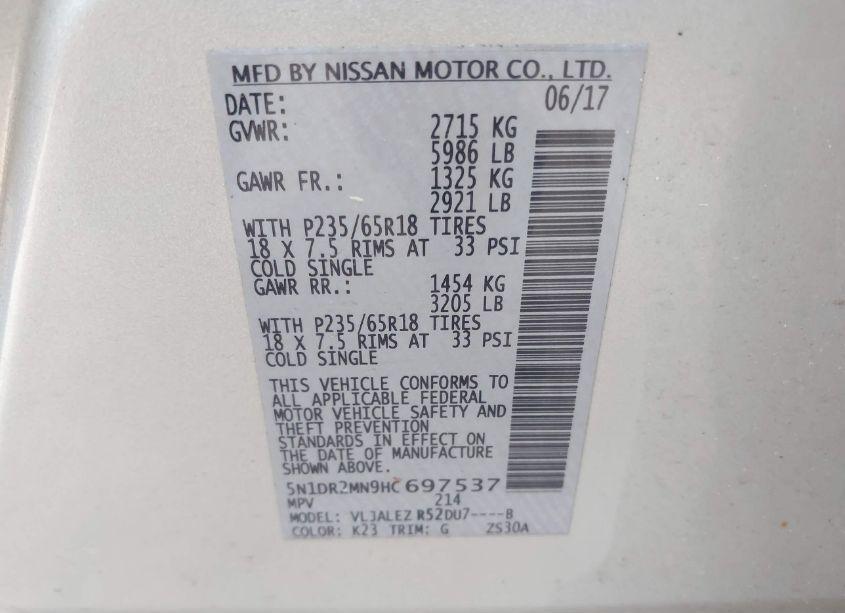 MFD BY NISSAN MOTOR CO., LTD.
DATE: 06/17
GVWR: 2715 KG
5986 LB
GAWR FR.: 1325 KG
2921 LB
WITH P235/65R18 TIRES
18 X 7.5 RIMS AT 33 PSI
COLD SINGLE
GAWR RR.: 1454 KG
3205 LB
WITH P235/65R18 TIRES
18 X 7.5 RIMS AT 33 PSI
COLD SINGLE
THIS VEHICLE CONFORMS TO
ALL APPLICABLE FEDERAL
MOTOR VEHICLE SAFETY AND
THEFT PREVENTION
STANDARDS IN EFFECT ON
THE DATE OF MANUFACTURE
SHOWN ABOVE.
5N1DR2MN9HC697537
MPV 214
MODEL: VLJALEZ R52DU7----B
COLOR: K23 TRIM: G ZS30A